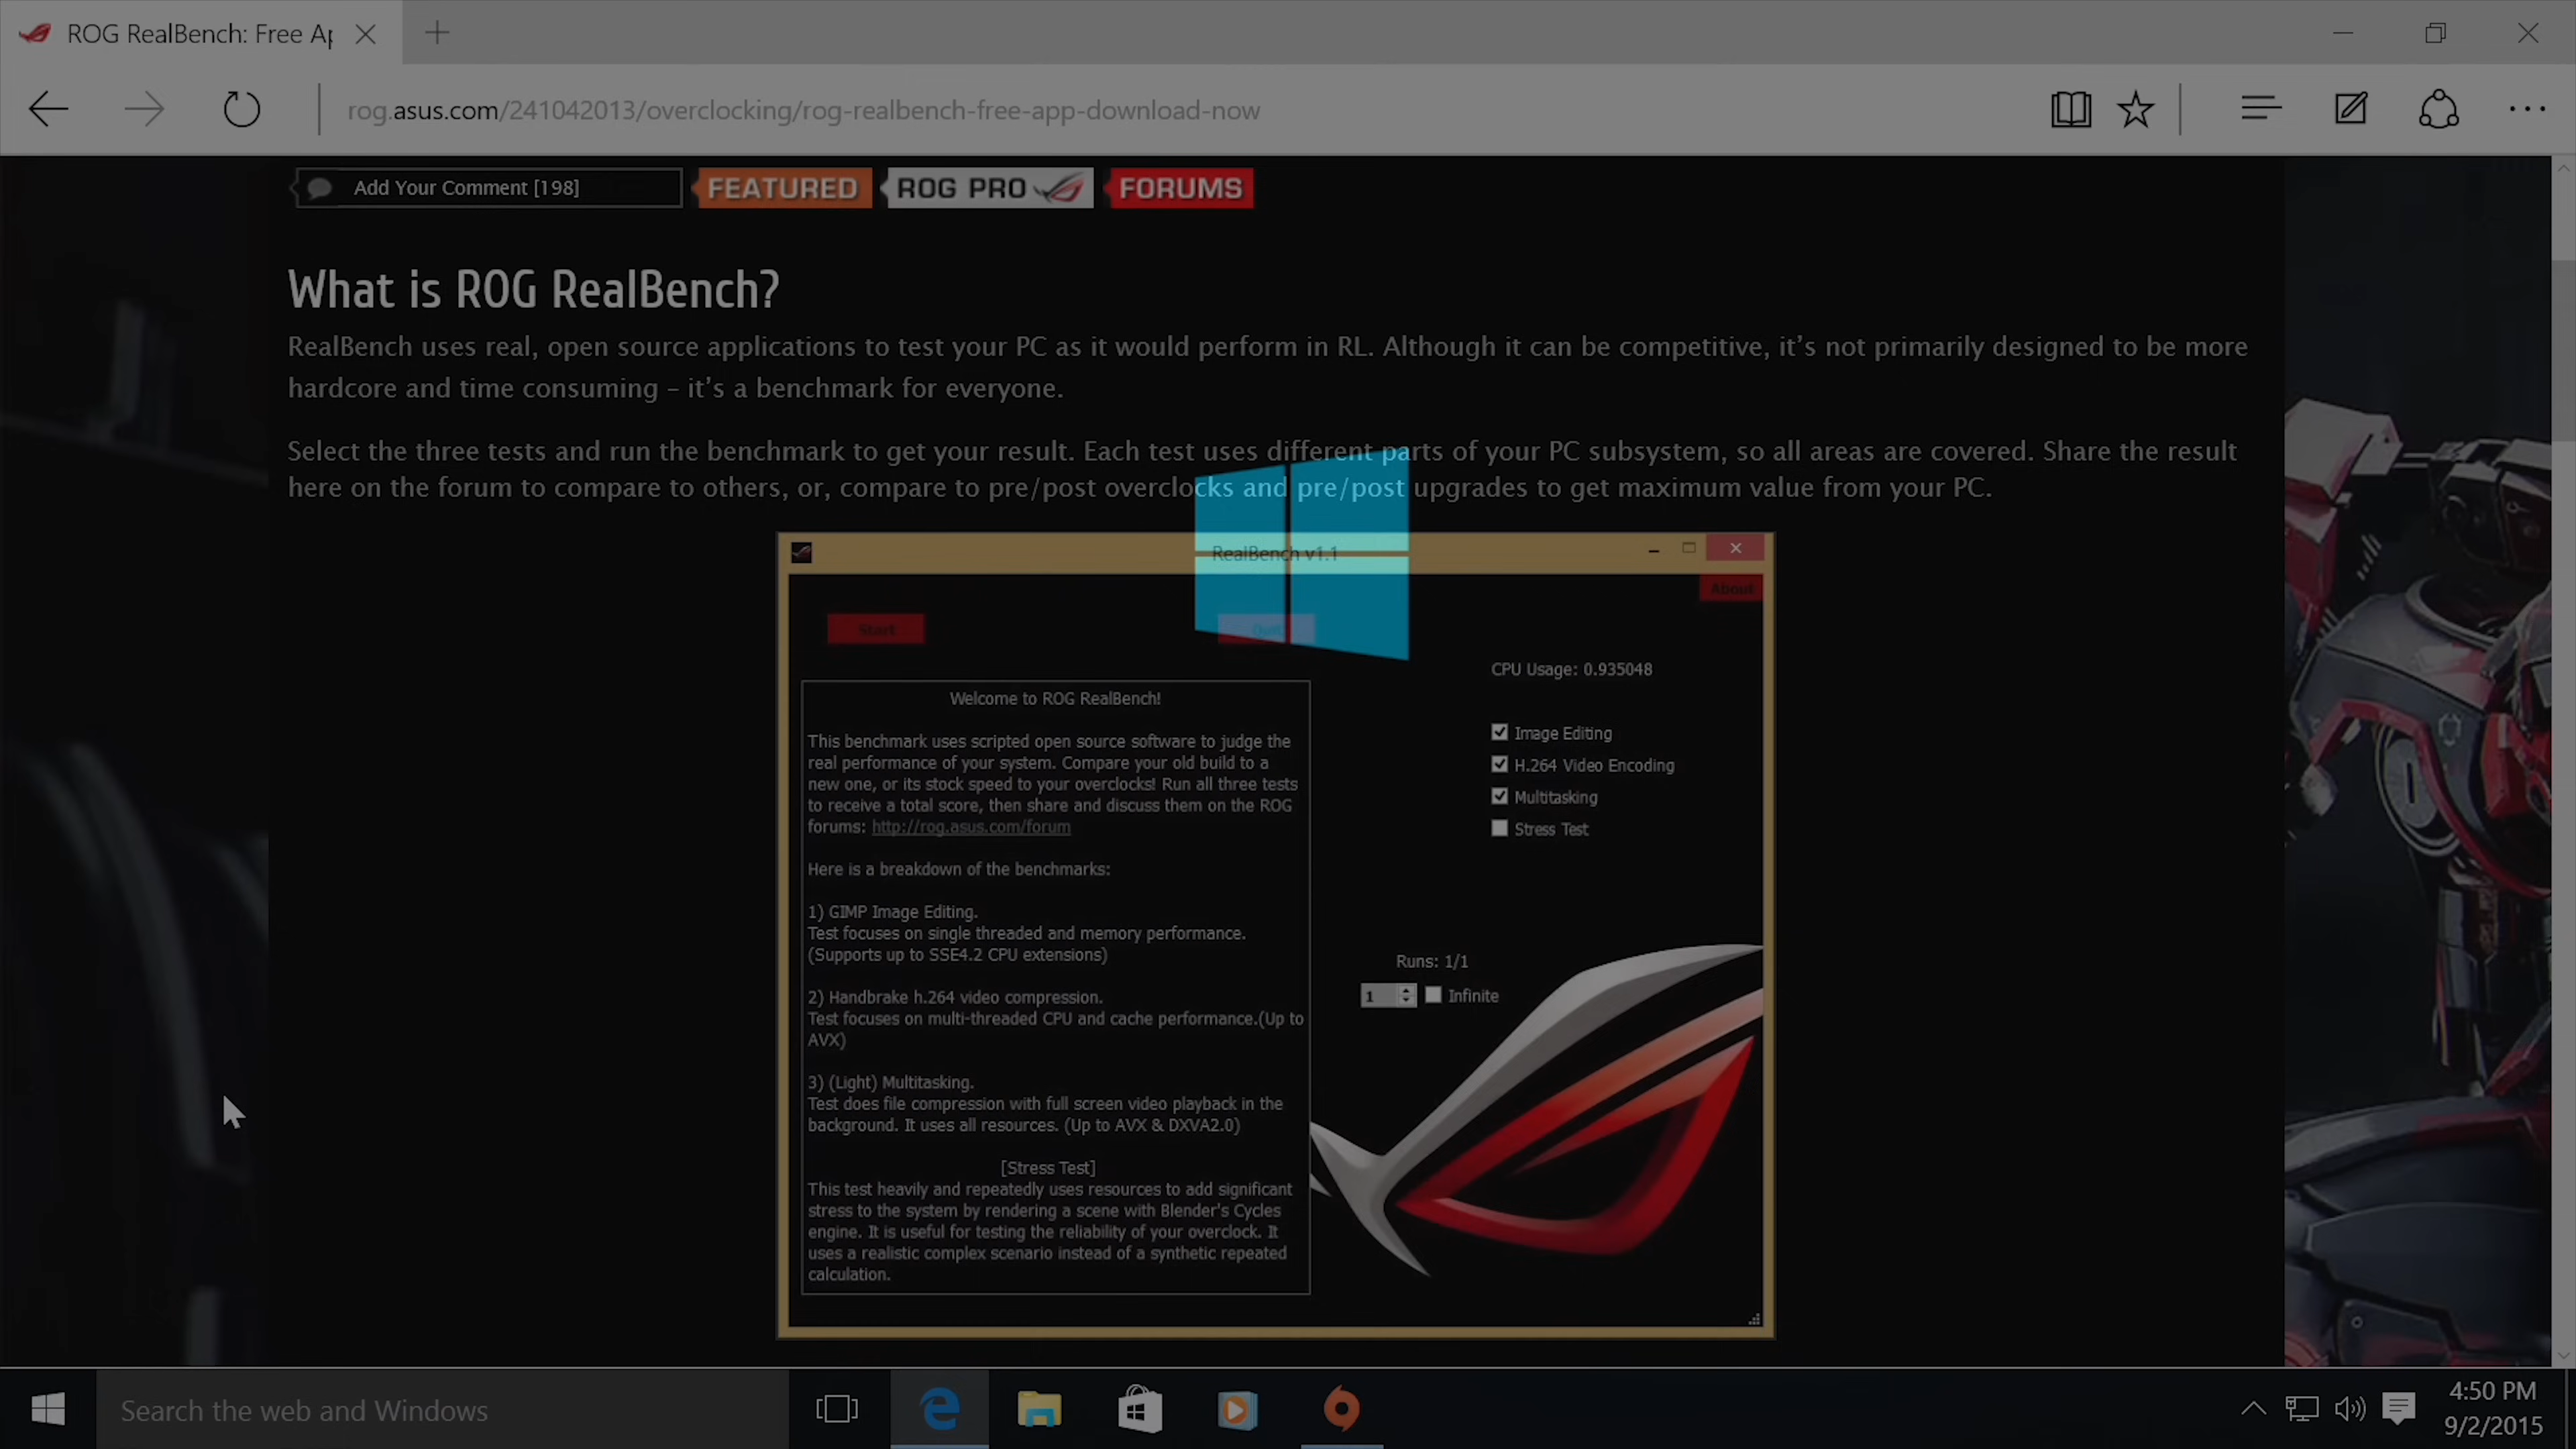 ROG RealBench: Free Ap
rog.asus.com/241042013/overclocking/rog-realbench-free-app-download-now
Add Your Comment [198]
FEATURED
ROG PRO
FORUMS
What is ROG RealBench?
RealBench uses real, open source applications to test your PC as it would perform in RL. Although it can be competitive, it's not primarily designed to be more
hardcore and time consuming – it's a benchmark for everyone.
Select the three tests and run the benchmark to get your result. Each test uses different parts of your PC subsystem, so all areas are covered. Share the result
here on the forum to compare to others, or, compare to pre/post overclocks and pre/post upgrades to get maximum value from your PC.
RealBench v1.1
About
Start
Quit
CPU Usage: 0.935048
Welcome to ROG RealBench!
This benchmark uses scripted open source software to judge the
real performance of your system. Compare your old build to a
new one, or its stock speed to your overclocks! Run all three tests
to receive a total score, then share and discuss them on the ROG
forums: http://rog.asus.com/forum
Here is a breakdown of the benchmarks:
1) GIMP Image Editing.
Test focuses on single threaded and memory performance.
(Supports up to SSE4.2 CPU extensions)
2) Handbrake h.264 video compression.
Test focuses on multi-threaded CPU and cache performance.(Up to
AVX)
3) (Light) Multitasking.
Test does file compression with full screen video playback in the
background. It uses all resources. (Up to AVX & DXVA2.0)
[Stress Test]
This test heavily and repeatedly uses resources to add significant
stress to the system by rendering a scene with Blender's Cycles
engine. It is useful for testing the reliability of your overclock. It
uses a realistic complex scenario instead of a synthetic repeated
calculation.
Image Editing
H.264 Video Encoding
Multitasking
Stress Test
Runs: 1/1
1
Infinite
Search the web and Windows
4:50 PM
9/2/2015